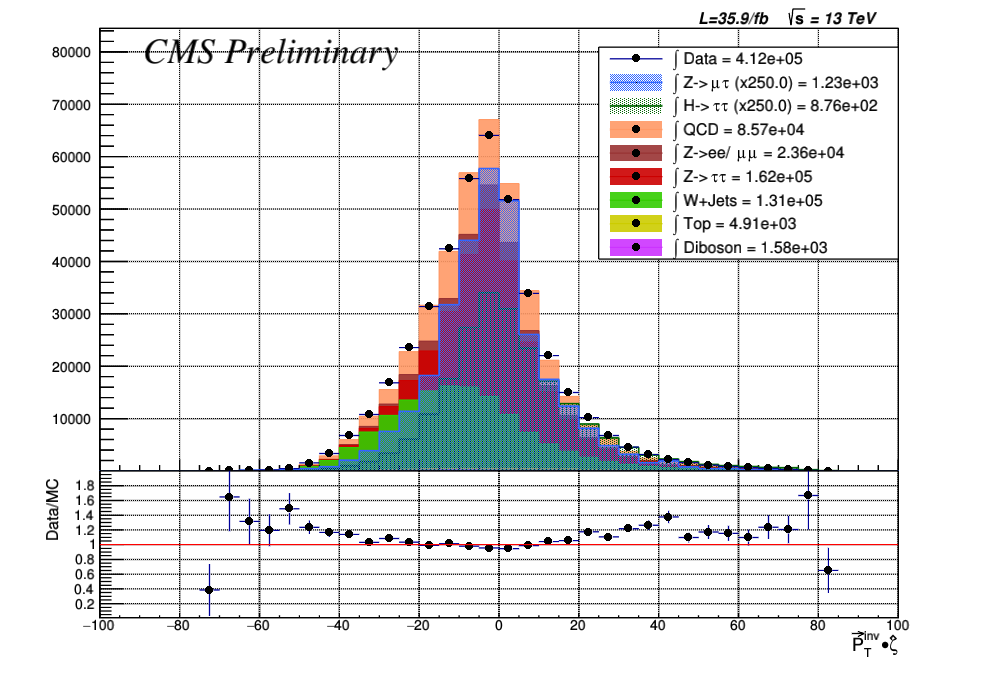 L=35.9/fb √s = 13 TeV
CMS Preliminary
80000
70000
60000
50000
40000
30000
20000
10000
∫ Data = 4.12e+05
∫ Z->μτ (x250.0) = 1.23e+03
∫ H->ττ (x250.0) = 8.76e+02
∫ QCD = 8.57e+04
∫ Z->ee/ μμ = 2.36e+04
∫ Z->ττ = 1.62e+05
∫ W+Jets = 1.31e+05
∫ Top = 4.91e+03
∫ Diboson = 1.58e+03
Data/MC
1.8
1.6
1.4
1.2
1
0.8
0.6
0.4
0.2
−100 −80 −60 −40 −20 0 20 40 60 80 100
P⃗_T^inv •ζ̂